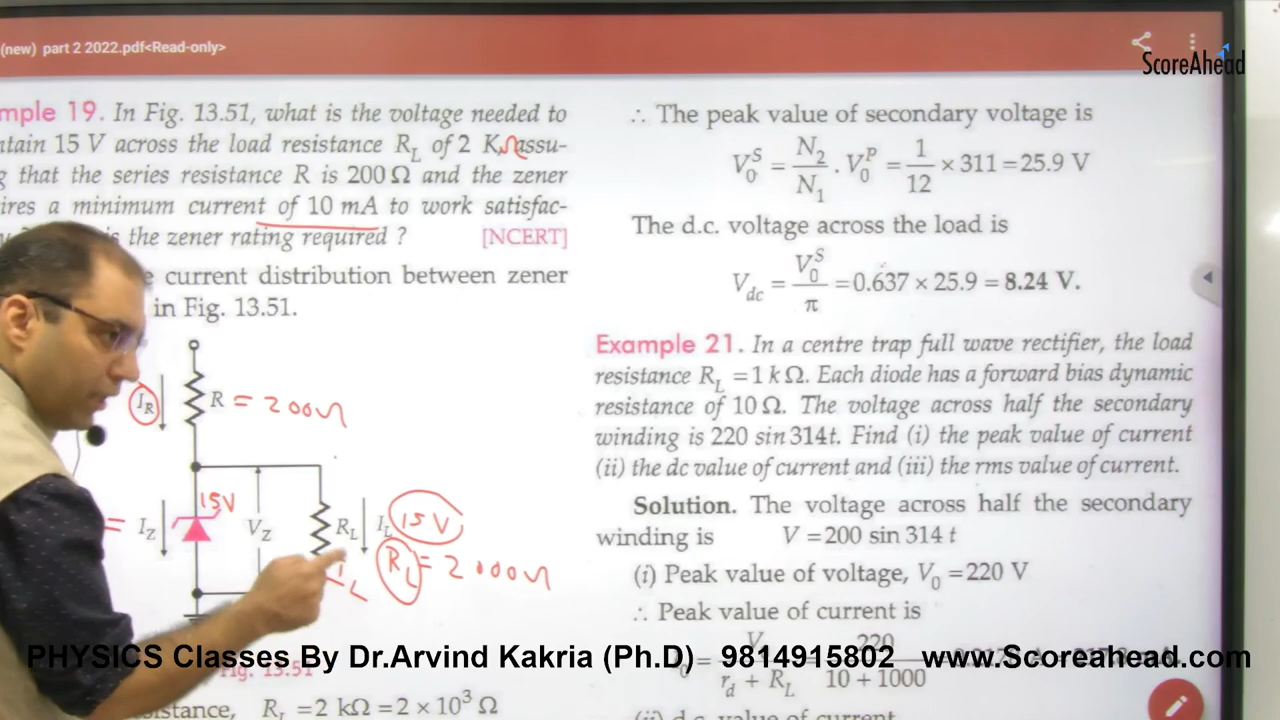 (new) part 2 2022.pdf<Read-only>
ScoreAhead
mple 19. In Fig. 13.51, what is the voltage needed to
ntain 15 V across the load resistance R_L of 2 K Ω assu-
g that the series resistance R is 200 Ω and the zener
ires a minimum current of 10 mA to work satisfac-
the zener rating required ? [NCERT]
current distribution between zener
in Fig. 13.51.
I_R
R = 200Ω
15V
= I_Z
V_Z
R_L
I_L
15V
R_L = 2000Ω
I_L
Fig. 13.51
sistance, R_L = 2 kΩ = 2 × 10³ Ω
∴ The peak value of secondary voltage is
V_0^S = N_2/N_1 . V_0^P = 1/12 × 311 = 25.9 V
The d.c. voltage across the load is
V_dc = V_0^S/π = 0.637 × 25.9 = 8.24 V.
Example 21. In a centre trap full wave rectifier, the load
resistance R_L = 1 k Ω. Each diode has a forward bias dynamic
resistance of 10 Ω. The voltage across half the secondary
winding is 220 sin 314t. Find (i) the peak value of current
(ii) the dc value of current and (iii) the rms value of current.
Solution. The voltage across half the secondary
winding is V = 200 sin 314 t
(i) Peak value of voltage, V_0 = 220 V
∴ Peak value of current is
r_d + R_L 220 10 + 1000
(ii) d.c. value of current
PHYSICS Classes By Dr.Arvind Kakria (Ph.D) 9814915802 www.Scoreahead.com